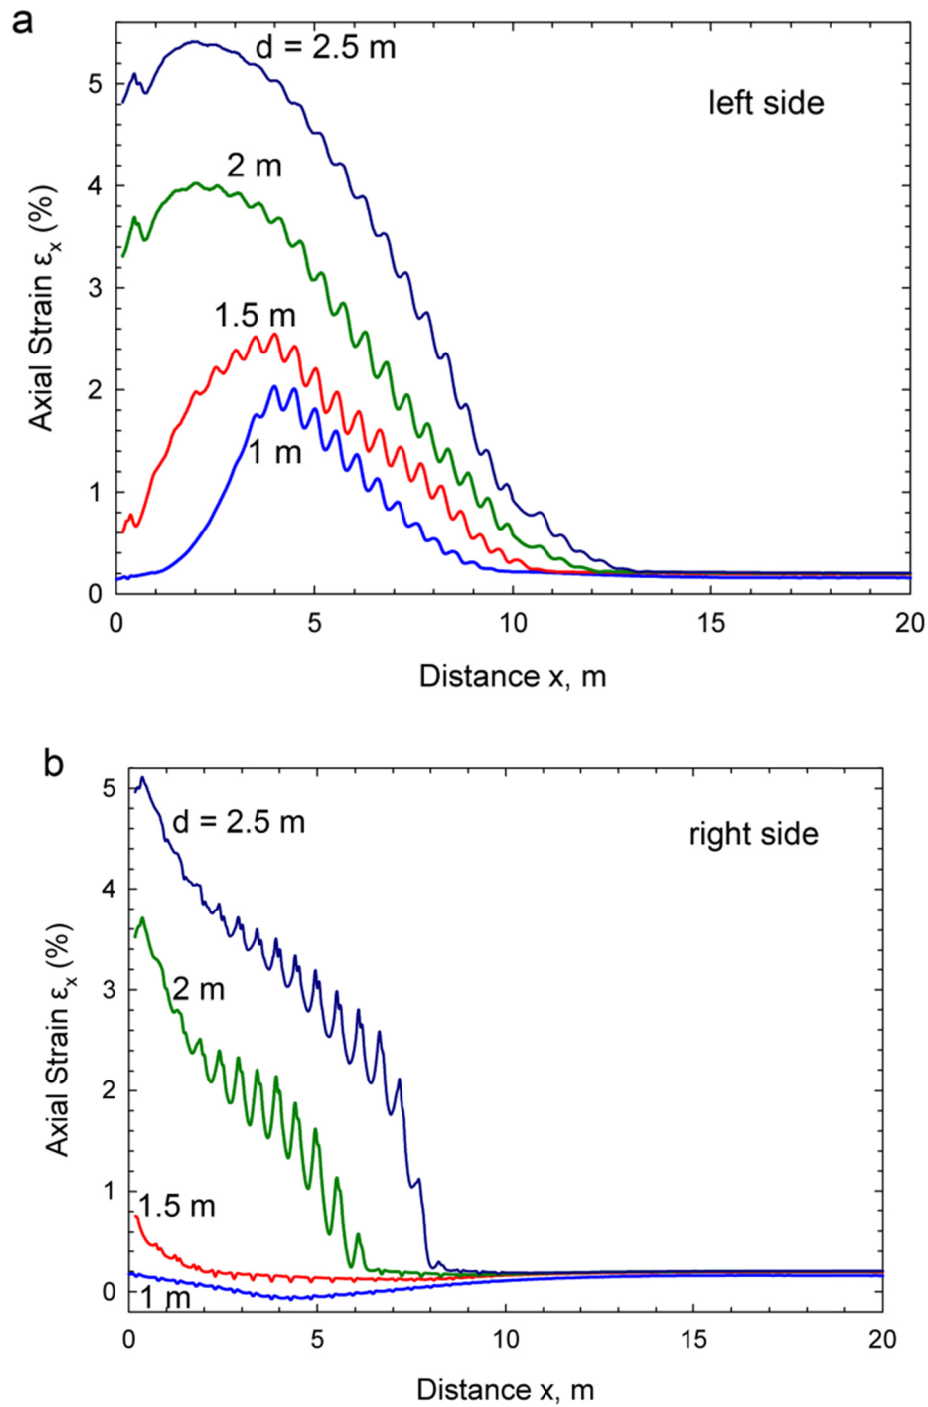 a
d = 2.5 m
left side
2 m
1.5 m
1 m
Axial Strain εx (%)
5
4
3
2
1
0
0 5 10 15 20
Distance x, m
b
d = 2.5 m
right side
2 m
1.5 m
1 m
Axial Strain εx (%)
5
4
3
2
1
0
0 5 10 15 20
Distance x, m